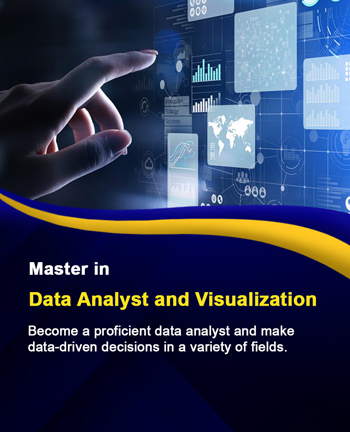 Master in
Data Analyst and Visualization
Become a proficient data analyst and make
data-driven decisions in a variety of fields.